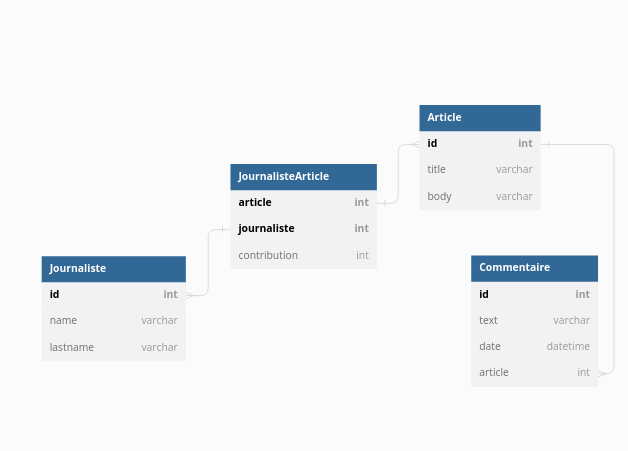 Article
id int
title varchar
body varchar
JournalisteArticle
article int
journaliste int
contribution int
Journaliste
id int
name varchar
lastname varchar
Commentaire
id int
text varchar
date datetime
article int